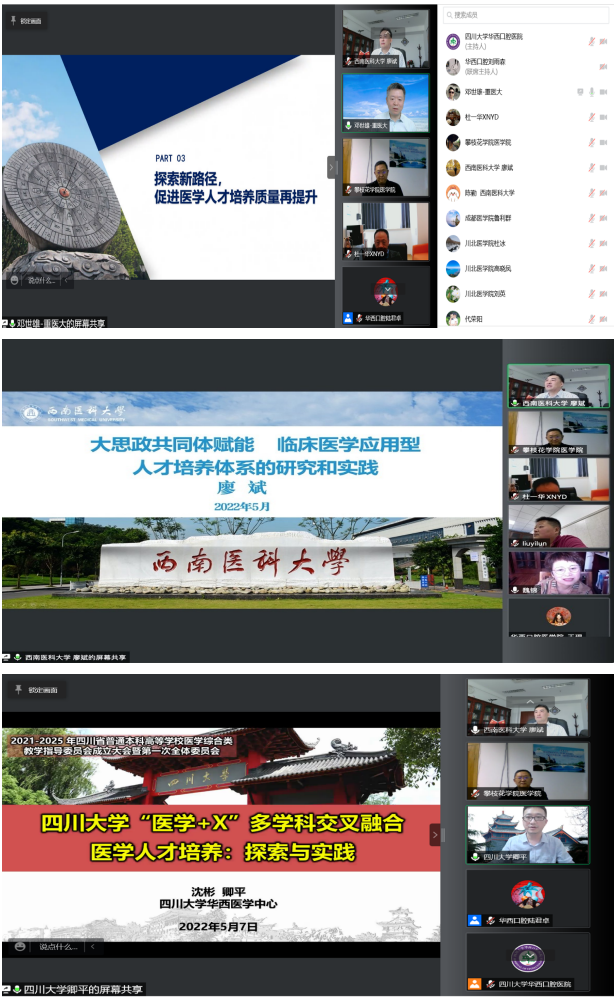 锁定画面
PART 03
探索新路径，
促进医学人才培养质量再提升
说点什么...
邓世雄-重医大的屏幕共享
西南医科大学 廖斌
邓世雄-重医大
攀枝花学院医学院
杜一华XNYD
华西口腔陆君卓
搜索成员
四川大学华西口腔医院
(主持人)
华西口腔刘雨森
(联席主持人)
邓世雄-重医大
杜一华XNYD
攀枝花学院医学院
西南医科大学 廖斌
陈勤 西南医科大学
成都医学院鲁利群
川北医学院杜冰
川北医学院高晓凤
川北医学院刘英
代荣阳
西南医科大学
SOUTHWEST MEDICAL UNIVERSITY
大思政共同体赋能 临床医学应用型
人才培养体系的研究和实践
廖 斌
2022年5月
西南医科大學
西南医科大学 廖斌的屏幕共享
西南医科大学 廖斌
攀枝花学院医学院
杜一华XNYD
liuyilun
魏锦
锁定画面
2021-2025 年四川省普通本科高等学校医学综合类
教学指导委员会成立大会暨第一次全体委员会
四川大学
四川大学“医学+X”多学科交叉融合
医学人才培养：探索与实践
沈彬 卿平
四川大学华西医学中心
2022年5月7日
说点什么...
四川大学卿平的屏幕共享
西南医科大学 廖斌
攀枝花学院医学院
四川大学卿平
华西口腔陆君卓
四川大学华西口腔医院